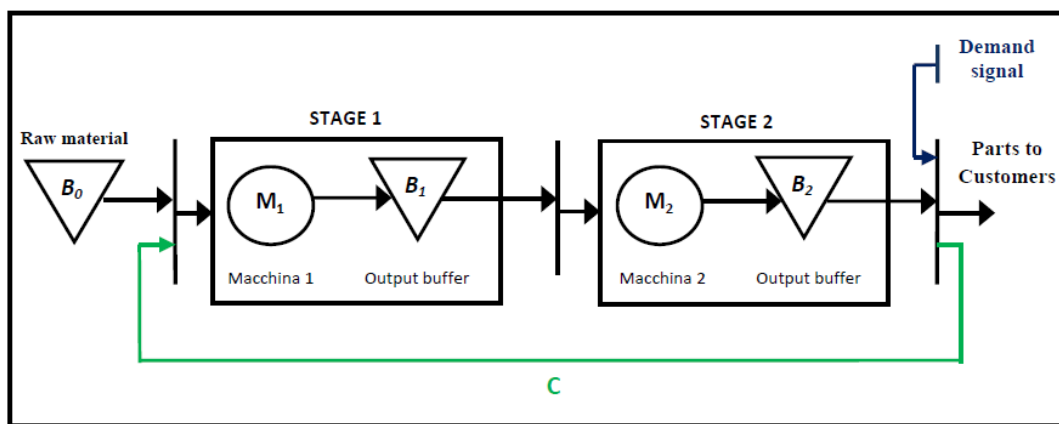 Demand
signal
STAGE 1
STAGE 2
Raw material
Parts to
Customers
B0
M1
B1
M2
B2
Macchina 1
Output buffer
Macchina 2
Output buffer
C